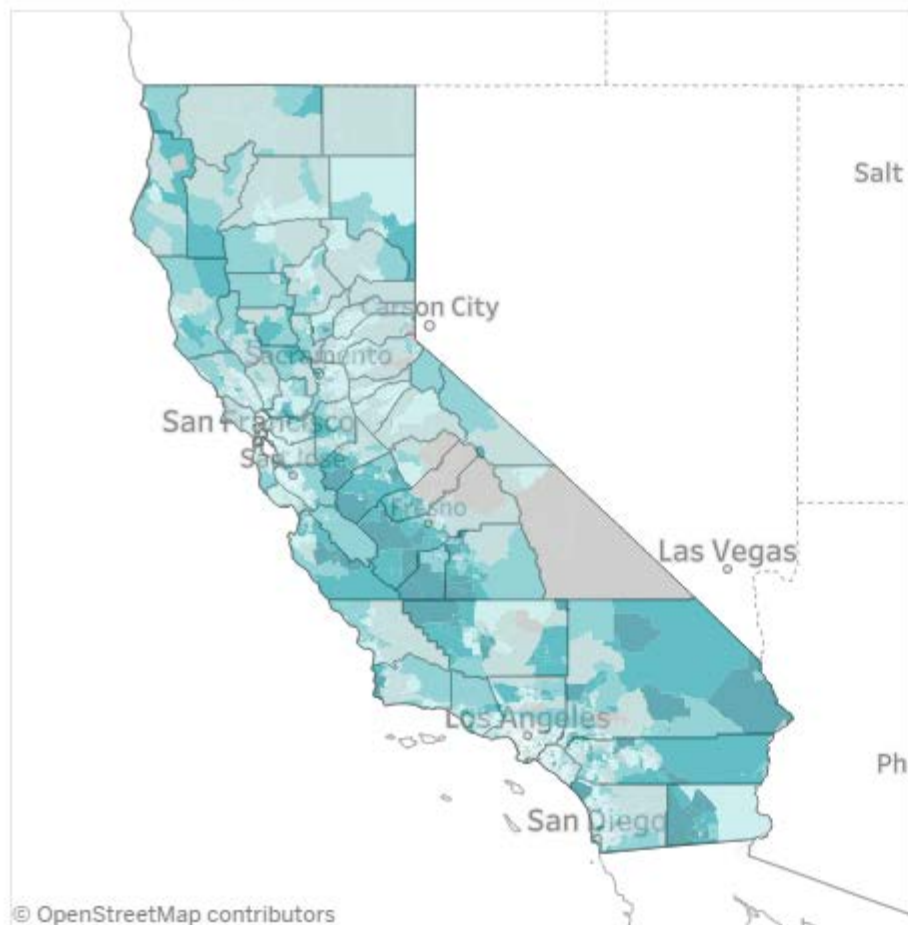 Salt
Carson City
Sacramento
San Francisco
San Jose
Fresno
Las Vegas
Los Angeles
Ph
San Diego
© OpenStreetMap contributors